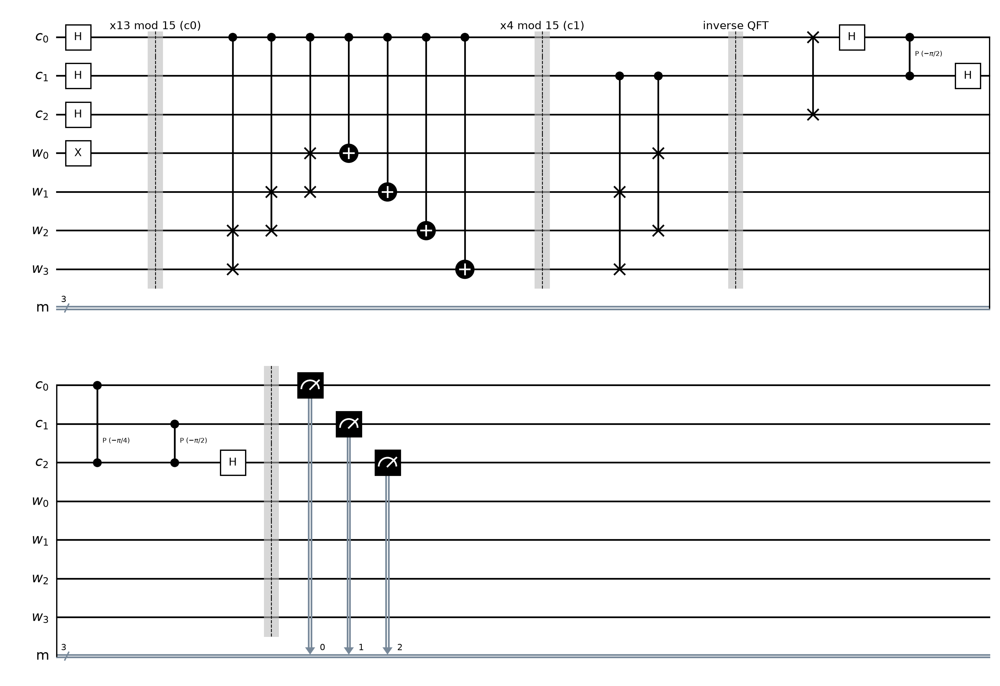 x13 mod 15 (c0) x4 mod 15 (c1) inverse QFT
c0 H H
P (−π/2)
c1 H H
c2 H
w0 X
w1
w2
w3
3
m
c0
c1
P (−π/4) P (−π/2)
c2 H
w0
w1
w2
w3
3 0 1 2
m